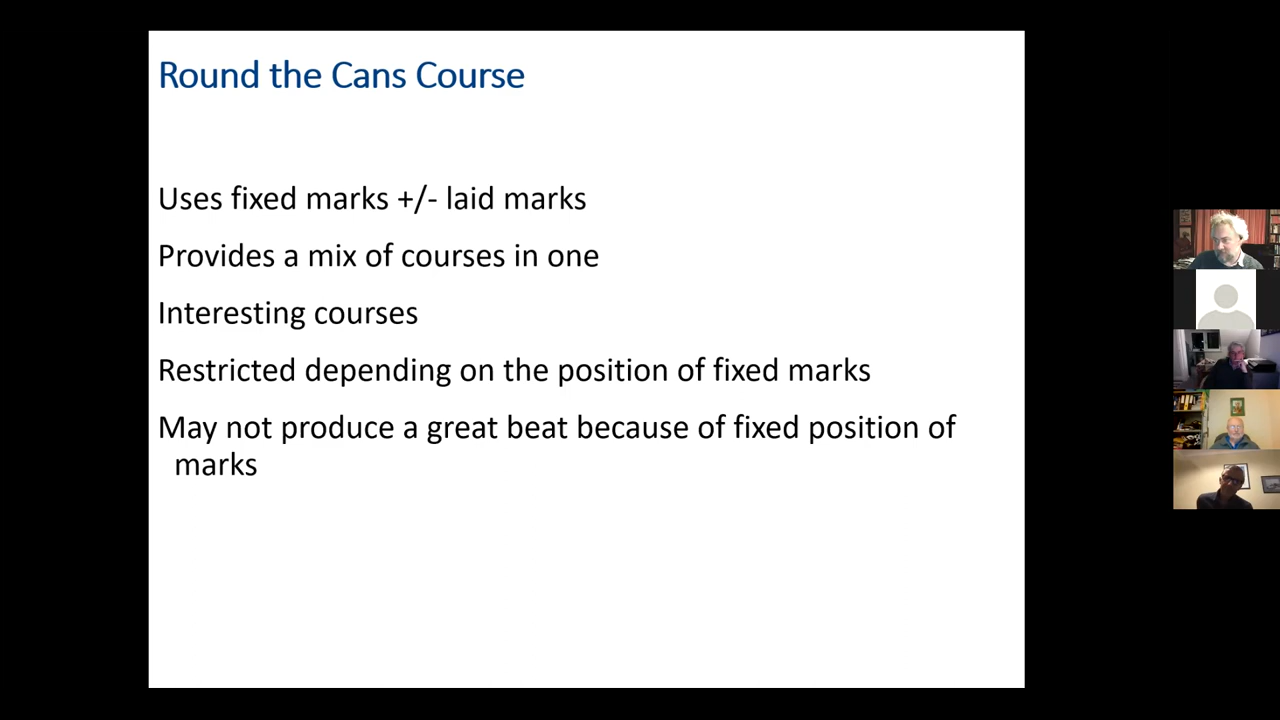 Round the Cans Course
Uses fixed marks +/- laid marks
Provides a mix of courses in one
Interesting courses
Restricted depending on the position of fixed marks
May not produce a great beat because of fixed position of
marks